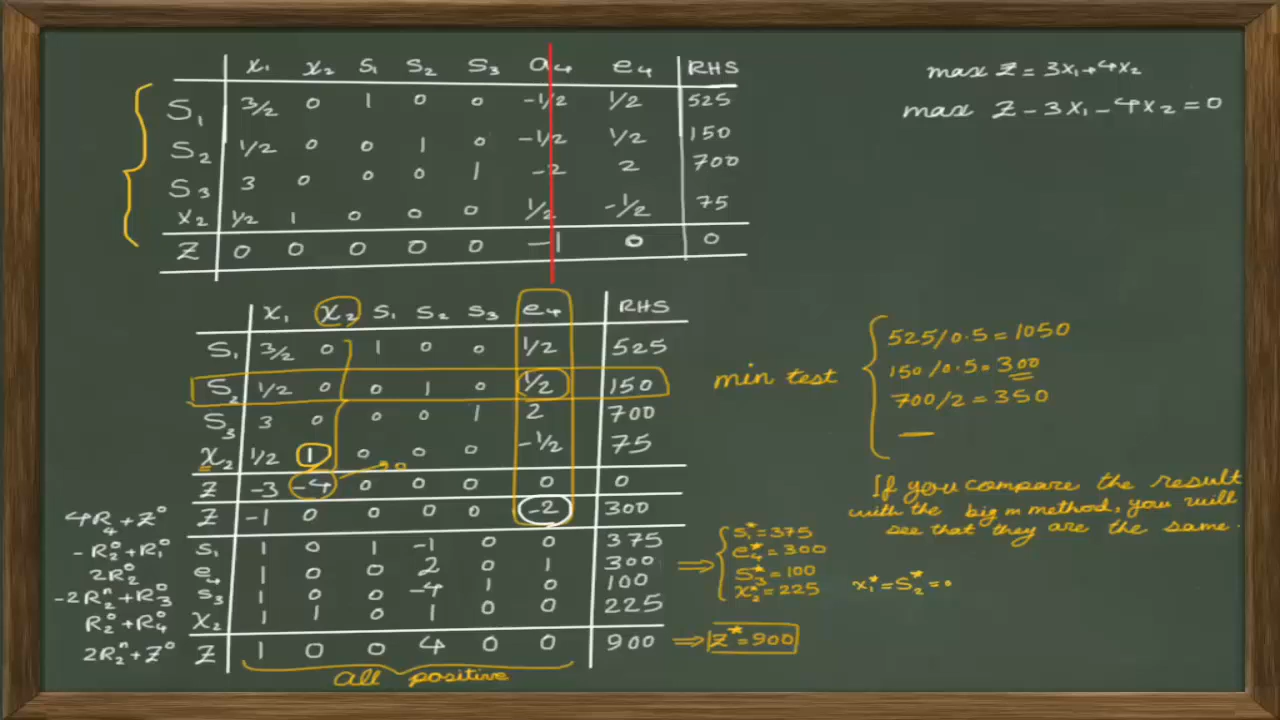 x₁ x₂ S₁ S₂ S₃ a₄ e₄ RHS
S₁ 3/2 0 1 0 0 -1/2 1/2 525
S₂ 1/2 0 0 1 0 -1/2 1/2 150
S₃ 3 0 0 0 1 -2 2 700
x₂ 1/2 1 0 0 0 1/2 -1/2 75
Z 0 0 0 0 0 -1 0 0
max Z = 3x₁+4x₂
max Z - 3x₁ - 4x₂ = 0
x₁ x₂ S₁ S₂ S₃ e₄ RHS
S₁ 3/2 0 1 0 0 1/2 525
S₂ 1/2 0 0 1 0 1/2 150
S₃ 3 0 0 0 1 2 700
x₂ 1/2 1 0 0 0 -1/2 75
Z -3 -4 → 0 0 0 0 0 0
4R₄+Z⁰ Z -1 0 0 0 0 -2 300
-R₂⁰+R₁⁰ S₁ 1 0 1 -1 0 0 375
2R₂⁰ e₄ 1 0 0 2 0 1 300
-2R₂ⁿ+R₃⁰ S₃ 1 0 0 -4 1 0 100
R₂⁰+R₄⁰ x₂ 1 1 0 1 0 0 225
2R₂ⁿ+Z⁰ Z 1 0 0 4 0 0 900
all positive
min test
525/0.5 = 1050
150/0.5 = 300
700/2 = 350
—
If you compare the result
with the big m method, you will
see that they are the same.
⇒ S₁* = 375
e₄* = 300
S₃* = 100
x₂* = 225
x₁* = S₂* = 0
⇒ Z* = 900